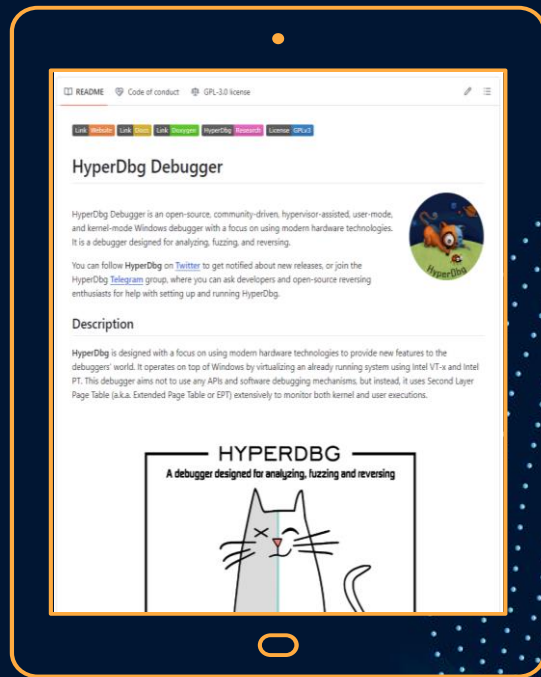 README Code of conduct GPL-3.0 license
Link Website Link Docs Link Doxygen HyperDbg Research License GPLv3
HyperDbg Debugger
HyperDbg Debugger is an open-source, community-driven, hypervisor-assisted, user-mode,
and kernel-mode Windows debugger with a focus on using modern hardware technologies.
It is a debugger designed for analyzing, fuzzing, and reversing.
HyperDbg
You can follow HyperDbg on Twitter to get notified about new releases, or join the
HyperDbg Telegram group, where you can ask developers and open-source reversing
enthusiasts for help with setting up and running HyperDbg.
Description
HyperDbg is designed with a focus on using modern hardware technologies to provide new features to the
debuggers' world. It operates on top of Windows by virtualizing an already running system using Intel VT-x and Intel
PT. This debugger aims not to use any APIs and software debugging mechanisms, but instead, it uses Second Layer
Page Table (a.k.a. Extended Page Table or EPT) extensively to monitor both kernel and user executions.
HYPERDBG
A debugger designed for analyzing, fuzzing and reversing